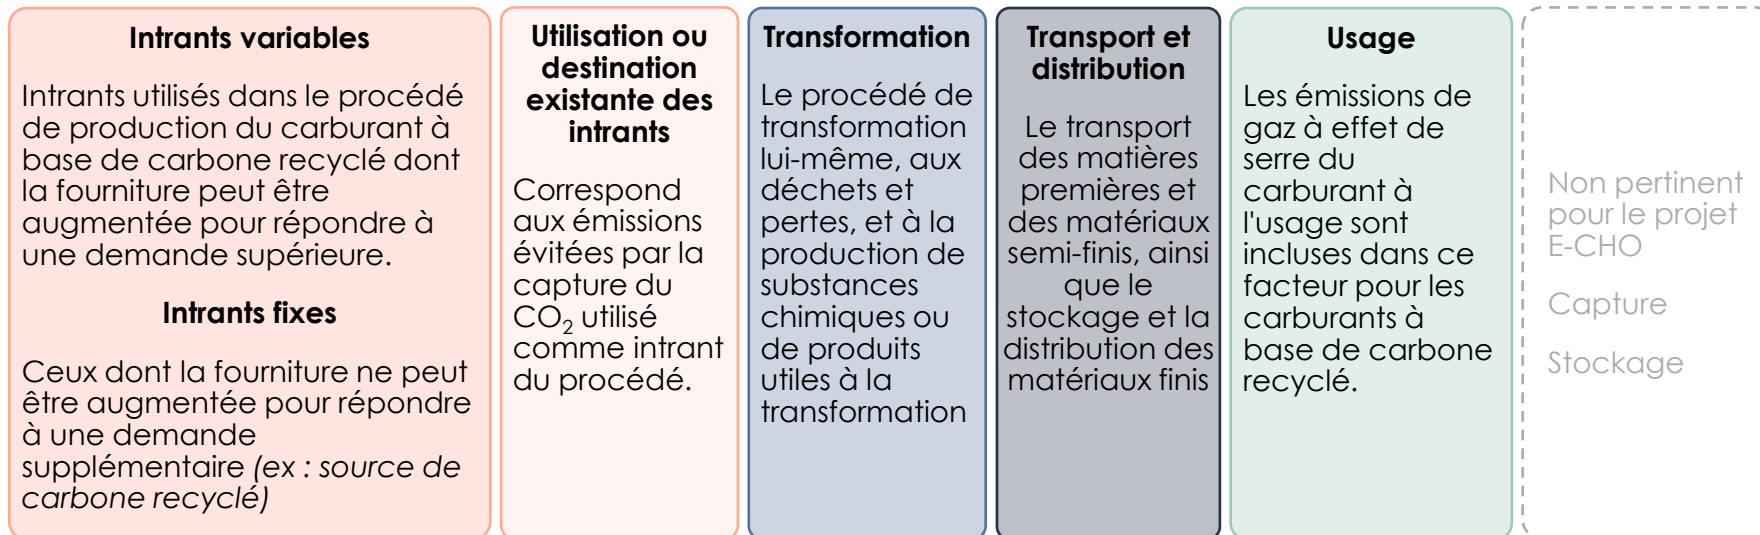 Intrants variables
Intrants utilisés dans le procédé
de production du carburant à
base de carbone recyclé dont
la fourniture peut être
augmentée pour répondre à
une demande supérieure.
Intrants fixes
Ceux dont la fourniture ne peut
être augmentée pour répondre
à une demande
supplémentaire (ex : source de
carbone recyclé)
Utilisation ou
destination
existante des
intrants
Correspond
aux émissions
évitées par la
capture du
CO₂ utilisé
comme intrant
du procédé.
Transformation
Le procédé de
transformation
lui-même, aux
déchets et
pertes, et à la
production de
substances
chimiques ou
de produits
utiles à la
transformation
Transport et
distribution
Le transport
des matières
premières et
des matériaux
semi-finis, ainsi
que le
stockage et la
distribution des
matériaux finis
Usage
Les émissions de
gaz à effet de
serre du
carburant à
l'usage sont
incluses dans ce
facteur pour les
carburants à
base de carbone
recyclé.
Non pertinent
pour le projet
E-CHO
Capture
Stockage